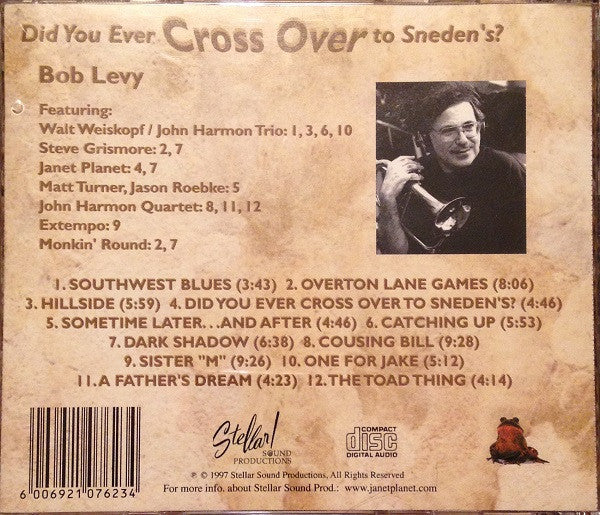 Did You Ever Cross Over to Sneden's?
Bob Levy
Featuring:
Walt Weiskopf / John Harmon Trio: 1, 3, 6, 10
Steve Grismore: 2, 7
Janet Planet: 4, 7
Matt Turner, Jason Roebke: 5
John Harmon Quartet: 8, 11, 12
Extempo: 9
Monkin' Round: 2, 7
1. SOUTHWEST BLUES (3:43) 2. OVERTON LANE GAMES (8:06)
3. HILLSIDE (5:59) 4. DID YOU EVER CROSS OVER TO SNEDEN'S? (4:46)
5. SOMETIME LATER...AND AFTER (4:46) 6. CATCHING UP (5:53)
7. DARK SHADOW (6:38) 8. COUSING BILL (9:28)
9. SISTER "M" (9:26) 10. ONE FOR JAKE (5:12)
11. A FATHER'S DREAM (4:23) 12. THE TOAD THING (4:14)
Stellar!
SOUND
PRODUCTIONS
COMPACT
disc
DIGITAL AUDIO
6 006921 076234
℗ © 1997 Stellar Sound Productions, All Rights Reserved
For more info. about Stellar Sound Prod.: www.janetplanet.com